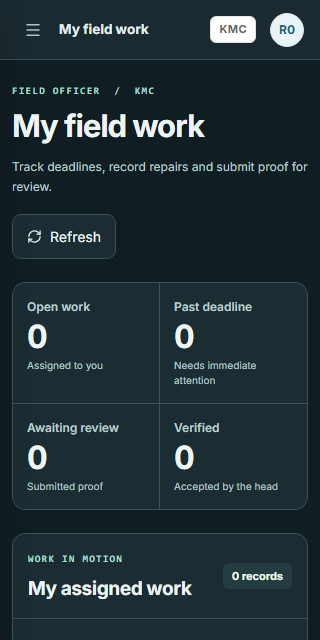 My field work
KMC
RO
FIELD OFFICER / KMC
My field work
Track deadlines, record repairs and submit proof for
review.
Refresh
Open work
0
Assigned to you
Past deadline
0
Needs immediate
attention
Awaiting review
0
Submitted proof
Verified
0
Accepted by the head
WORK IN MOTION
My assigned work
0 records